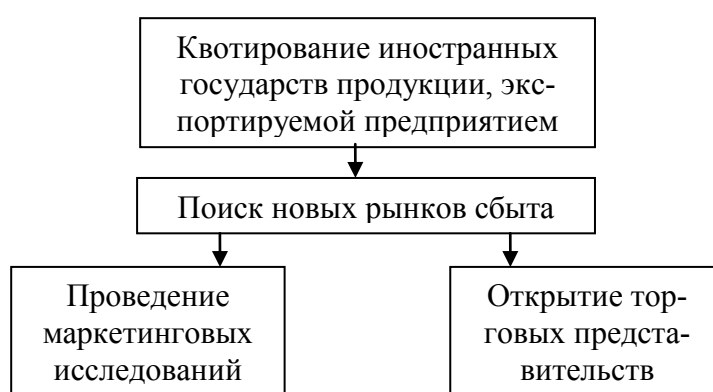 Квотирование иностранных
государств продукции, экс-
портируемой предприятием
Поиск новых рынков сбыта
Проведение
маркетинговых
исследований
Открытие тор-
говых предста-
вительств